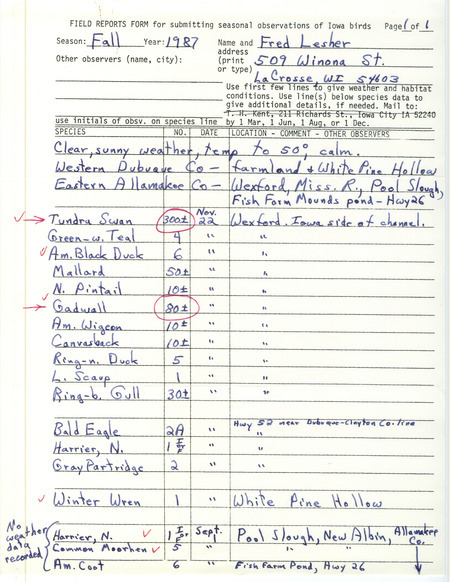 FIELD REPORTS FORM for submitting seasonal observations of Iowa birds Page 1 of 1
Season: Fall Year: 1987 Name and Fred Lesher
address
Other observers (name, city): (print 509 Winona St.
or type) LaCrosse, WI 54603
Use first few lines to give weather and habitat
conditions. Use line(s) below species data to
give additional details, if needed. Mail to:
T. H. Kent, 211 Richards St., Iowa City IA 52240
use initials of obsv. on species line by 1 Mar, 1 Jun, 1 Aug, or 1 Dec.
SPECIES NO. DATE LOCATION - COMMENT - OTHER OBSERVERS
Clear, sunny weather, temp to 50°, calm.
Western Dubuque Co - farmland & White Pine Hollow
Eastern Allamakee Co - Wexford, Miss. R., Pool Slough,
Fish Farm Mounds pond - Hwy 26
Tundra Swan 300± Nov. 22 Wexford. Iowa side of channel.
Green-w. Teal 4 " "
Am. Black Duck 6 " "
Mallard 50± " "
N. Pintail 10± " "
Gadwall 80± " "
Am. Wigeon 10± " "
Canvasback 10± " "
Ring-n. Duck 5 " "
L. Scaup 1 " "
Ring-b. Gull 30± " "
Hwy 52 near Dubuque-Clayton Co. line
Bald Eagle 2A " "
Harrier, N. 1 I/F " "
Gray Partridge 2 " "
Winter Wren 1 " White Pine Hollow
No weather data recorded
Harrier, N. 1 I/F Sept. 1 Pool Slough, New Albin, Allamakee Co.
Common Moorhen 5 " "
Am. Coot 6 " Fish Farm Pond, Hwy 26